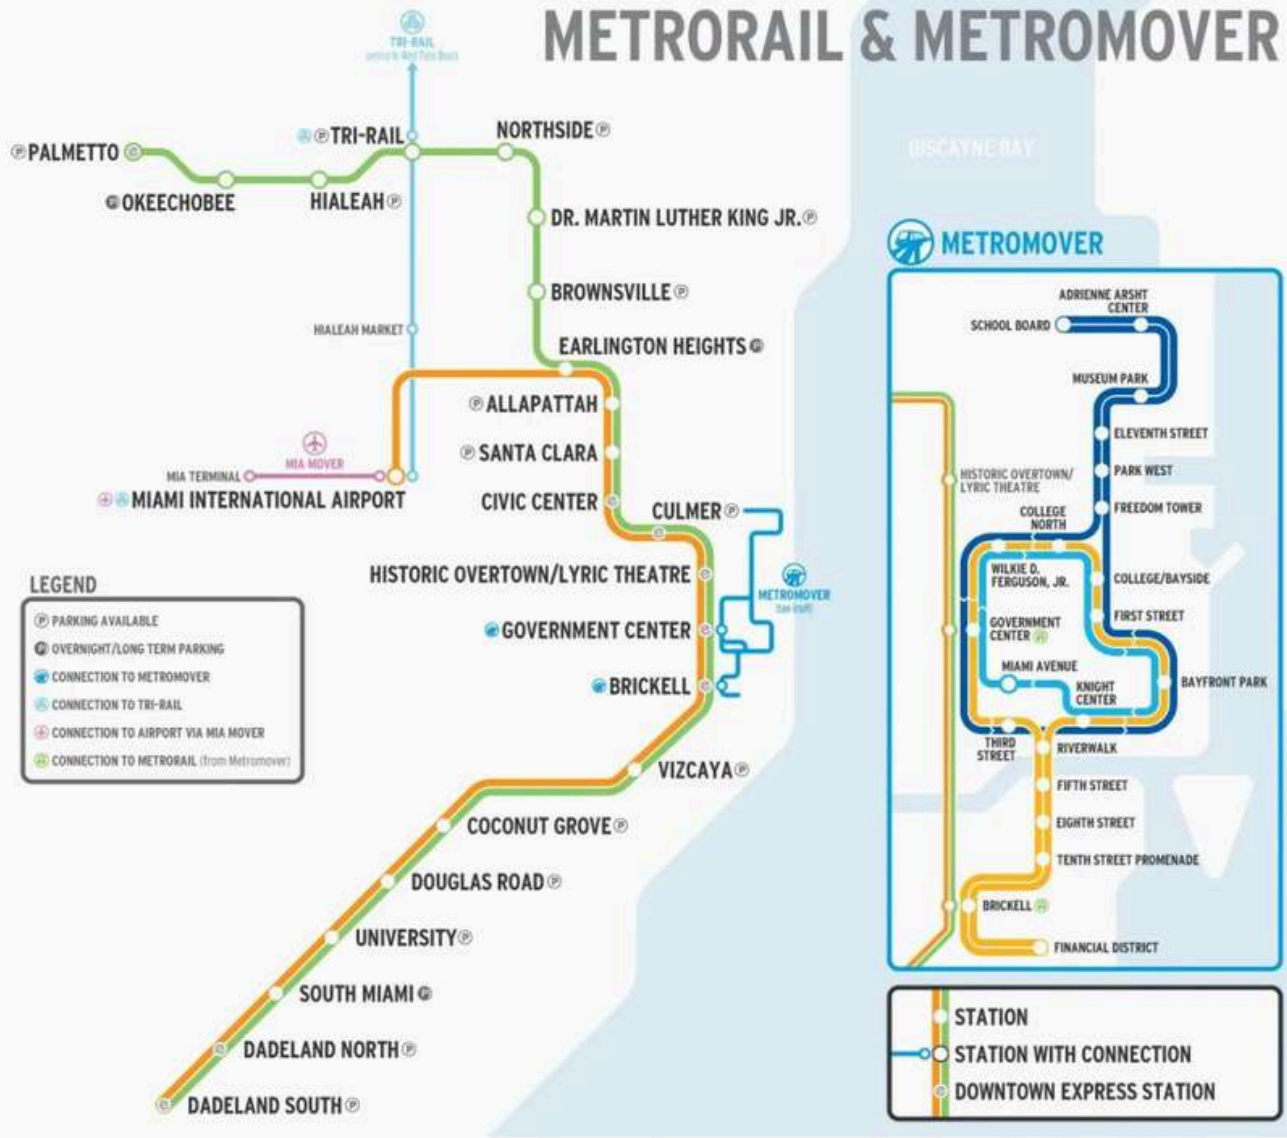 METRORAIL & METROMOVER
TRI-RAIL
BISCAYNE BAY
TRI-RAIL
NORTHSIDE
PALMETTO
OKEECHOBEE
HIALEAH
DR. MARTIN LUTHER KING JR.
BROWNSVILLE
HIALEAH MARKET
EARLINGTON HEIGHTS
ALLAPATTAH
SANTA CLARA
MIA MOVER
MIA TERMINAL
MIAMI INTERNATIONAL AIRPORT
CIVIC CENTER
CULMER
HISTORIC OVERTOWN/LYRIC THEATRE
METROMOVER
GOVERNMENT CENTER
BRICKELL
VIZCAYA
COCONUT GROVE
DOUGLAS ROAD
UNIVERSITY
SOUTH MIAMI
DADELAND NORTH
DADELAND SOUTH
LEGEND
P PARKING AVAILABLE
P OVERNIGHT/LONG TERM PARKING
CONNECTION TO METROMOVER
CONNECTION TO TRI-RAIL
CONNECTION TO AIRPORT VIA MIA MOVER
CONNECTION TO METRORAIL (from Metromover)
METROMOVER
ADRIENNE ARSHT
CENTER
SCHOOL BOARD
MUSEUM PARK
ELEVENTH STREET
PARK WEST
HISTORIC OVERTOWN/
LYRIC THEATRE
FREEDOM TOWER
COLLEGE
NORTH
WILKIE D.
FERGUSON, JR.
COLLEGE/BAYSIDE
FIRST STREET
GOVERNMENT
CENTER
MIAMI AVENUE
KNIGHT
CENTER
BAYFRONT PARK
THIRD
STREET
RIVERWALK
FIFTH STREET
EIGHTH STREET
TENTH STREET PROMENADE
BRICKELL
FINANCIAL DISTRICT
STATION
STATION WITH CONNECTION
DOWNTOWN EXPRESS STATION